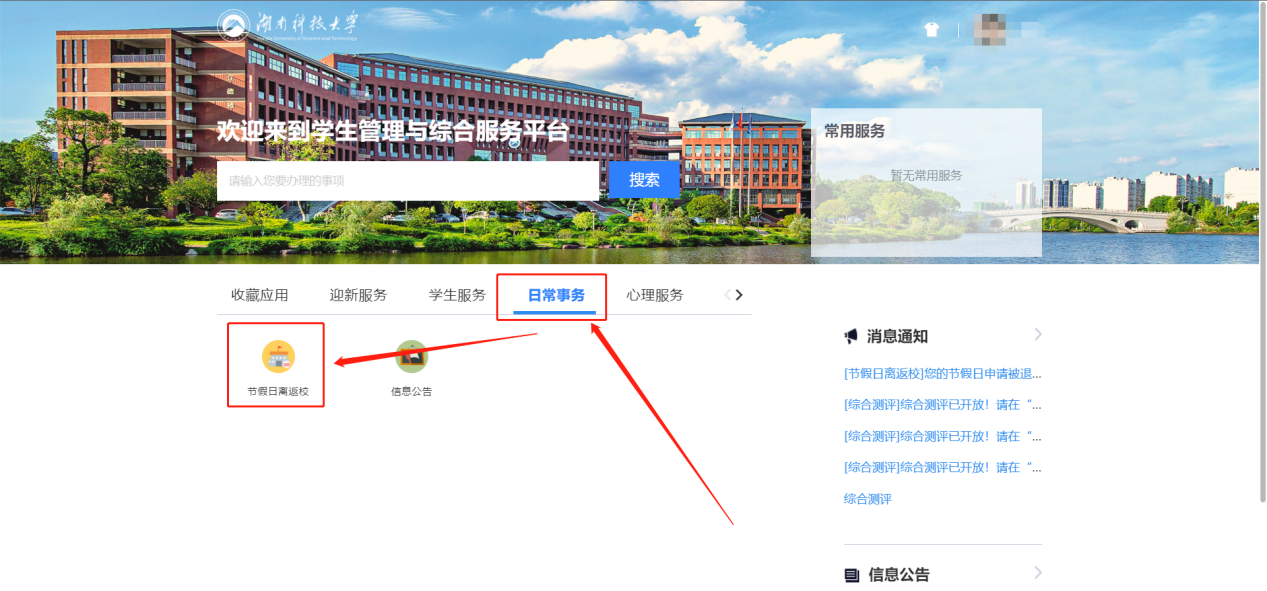 湖南科技大学
欢迎来到学生管理与综合服务平台
请输入您要办理的事项
搜索
常用服务
暂无常用服务
收藏应用
迎新服务
学生服务
日常事务
心理服务
节假日离返校
信息公告
消息通知
[节假日离返校]您的节假日申请被退...
[综合测评]综合测评已开放！请在“...
[综合测评]综合测评已开放！请在“...
[综合测评]综合测评已开放！请在“...
综合测评
信息公告